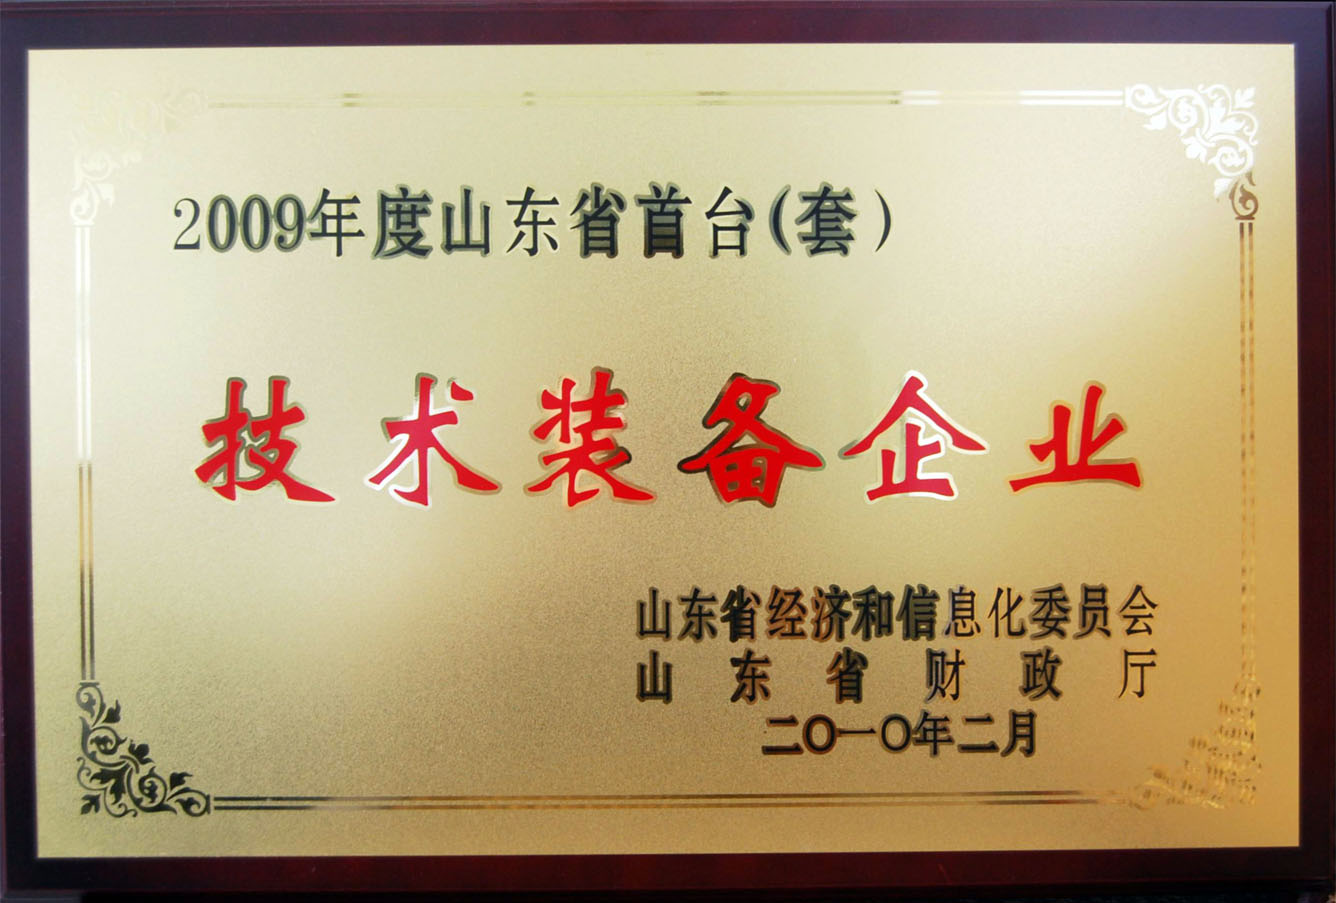 2009年度山东省首台(套)
技术装备企业
山东省经济和信息化委员会
山东省财政厅
二〇一〇年二月